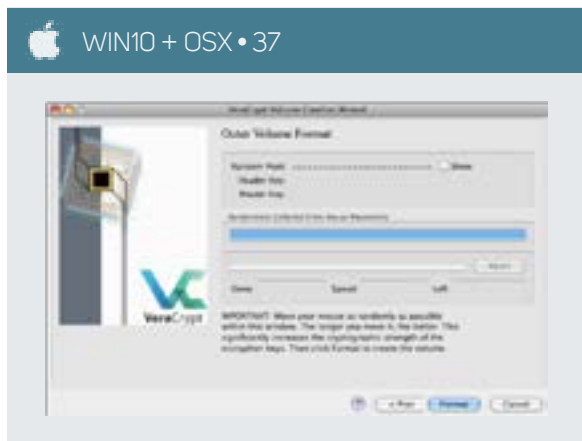 WIN10 + OSX • 37
VeraCrypt Volume Creation Wizard
Outer Volume Format
Random Pool: Show
Header Key:
Master Key:
Randomness Collected From Mouse Movements
Abort
Done Speed Left
IMPORTANT: Move your mouse as randomly as possible
within this window. The longer you move it, the better. This
significantly increases the cryptographic strength of the
encryption keys. Then click Format to create the volume.
VC
VeraCrypt
? < Prev Format Cancel